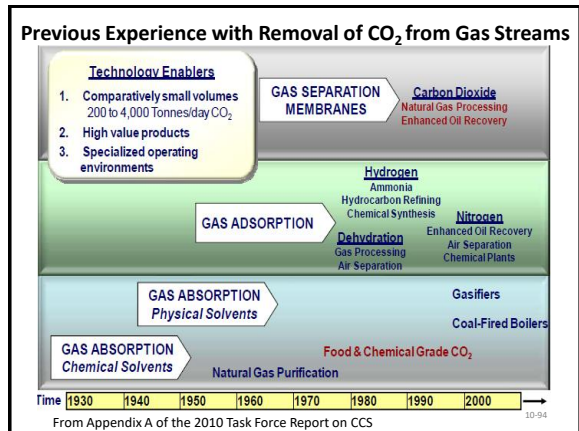 Previous Experience with Removal of CO2 from Gas Streams
Technology Enablers
1. Comparatively small volumes
200 to 4,000 Tonnes/day CO2
2. High value products
3. Specialized operating
environments
GAS SEPARATION
MEMBRANES
Carbon Dioxide
Natural Gas Processing
Enhanced Oil Recovery
GAS ADSORPTION
Hydrogen
Ammonia
Hydrocarbon Refining
Chemical Synthesis
Dehydration
Gas Processing
Air Separation
Nitrogen
Enhanced Oil Recovery
Air Separation
Chemical Plants
GAS ABSORPTION
Physical Solvents
Gasifiers
Coal-Fired Boilers
GAS ABSORPTION
Chemical Solvents
Food & Chemical Grade CO2
Natural Gas Purification
Time 1930 1940 1950 1960 1970 1980 1990 2000
10-94
From Appendix A of the 2010 Task Force Report on CCS